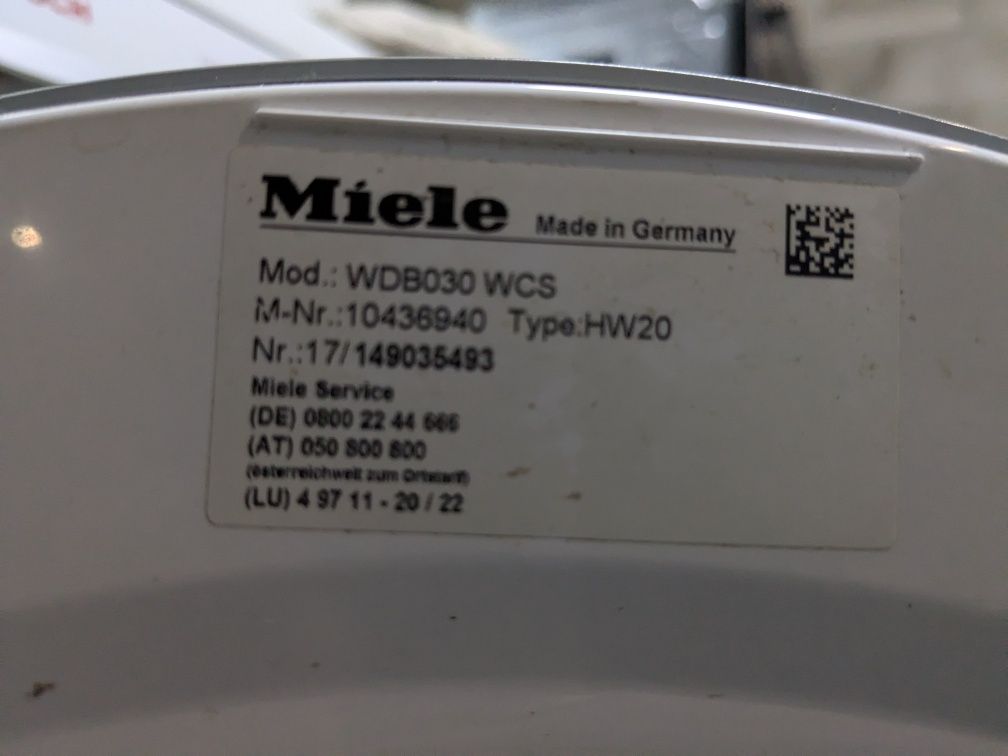 Miele Made in Germany
Mod.: WDB030 WCS
M-Nr.:10436940 Type:HW20
Nr.:17/149035493
Miele Service
(DE) 0800 22 44 666
(AT) 050 800 800
(österreichweit zum Ortstarif)
(LU) 4 97 11 - 20 / 22